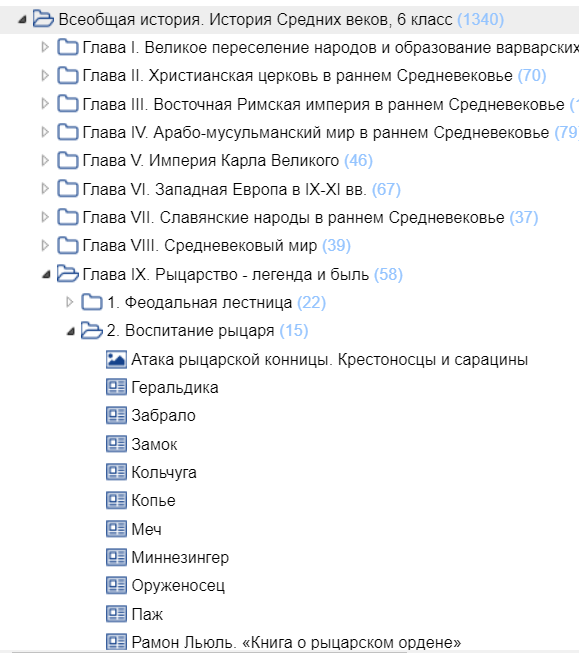 Всеобщая история. История Средних веков, 6 класс (1340)
Глава I. Великое переселение народов и образование варварских
Глава II. Христианская церковь в раннем Средневековье (70)
Глава III. Восточная Римская империя в раннем Средневековье (1
Глава IV. Арабо-мусульманский мир в раннем Средневековье (79
Глава V. Империя Карла Великого (46)
Глава VI. Западная Европа в IX-XI вв. (67)
Глава VII. Славянские народы в раннем Средневековье (37)
Глава VIII. Средневековый мир (39)
Глава IX. Рыцарство - легенда и быль (58)
1. Феодальная лестница (22)
2. Воспитание рыцаря (15)
Атака рыцарской конницы. Крестоносцы и сарацины
Геральдика
Забрало
Замок
Кольчуга
Копье
Меч
Миннезингер
Оруженосец
Паж
Рамон Льюль. «Книга о рыцарском ордене»